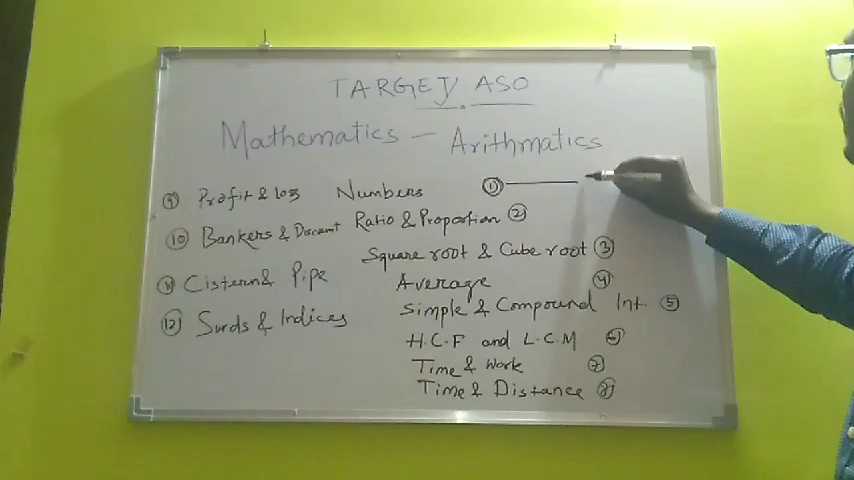 TARGET ASO
Mathematics - Arithmatics
Numbers ①
Ratio & Proportion ②
Square root & Cube root ③
Average ④
Simple & Compound Int ⑤
H.C.F and L.C.M ⑥
Time & Work ⑦
Time & Distance ⑧
⑨ Profit & loss
⑩ Bankers & Discount
⑪ Cistern & Pipe
⑫ Surds & Indices